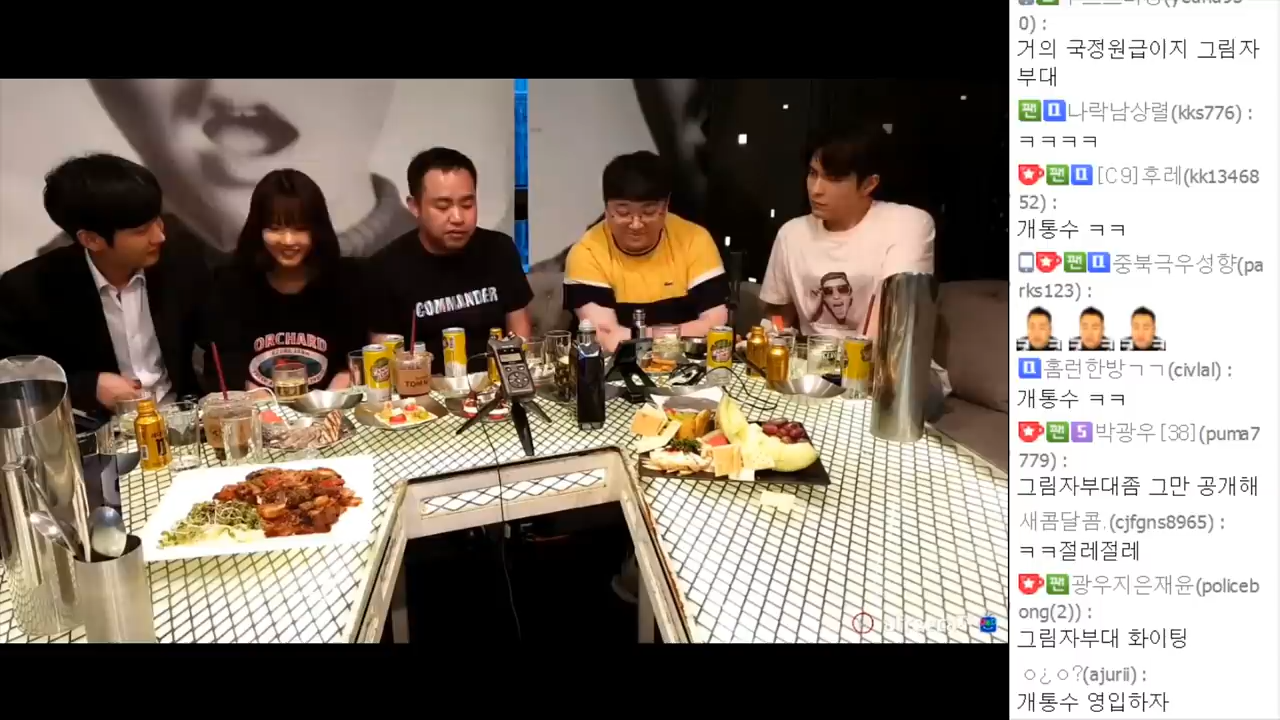 0) :
거의 국정원급이지 그림자
부대
팬 나락남상렬(kks776) :
ㅋㅋㅋㅋ
팬 [C9]후레(kk13468
52) :
개통수 ㅋㅋ
팬 중북극우성향(pa
rks123) :
홈런한방ㄱㄱ(civlal) :
개통수 ㅋㅋ
팬 S 박광우[38](puma7
779) :
그림자부대좀 그만 공개해
새콤달콤.(cjfgns8965) :
ㅋㅋ절레절레
팬 광우지은재윤(policeb
ong(2)) :
그림자부대 화이팅
ㅇ¿ㅇ?(ajurii) :
개통수 영입하자
COMMANDER
ORCHARD